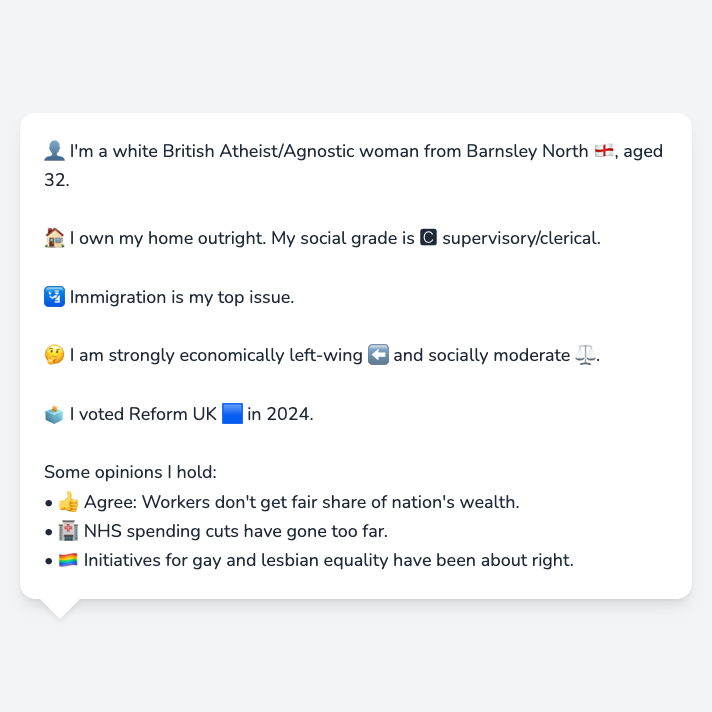 👤 I'm a white British Atheist/Agnostic woman from Barnsley North 🏴󠁧󠁢󠁥󠁮󠁧󠁿, aged
32.
🏠 I own my home outright. My social grade is 🅲 supervisory/clerical.
🛂 Immigration is my top issue.
🤔 I am strongly economically left-wing ⬅️ and socially moderate ⚖️.
🗳️ I voted Reform UK 🟦 in 2024.
Some opinions I hold:
• 👍 Agree: Workers don't get fair share of nation's wealth.
• 🏥 NHS spending cuts have gone too far.
• 🏳️‍🌈 Initiatives for gay and lesbian equality have been about right.